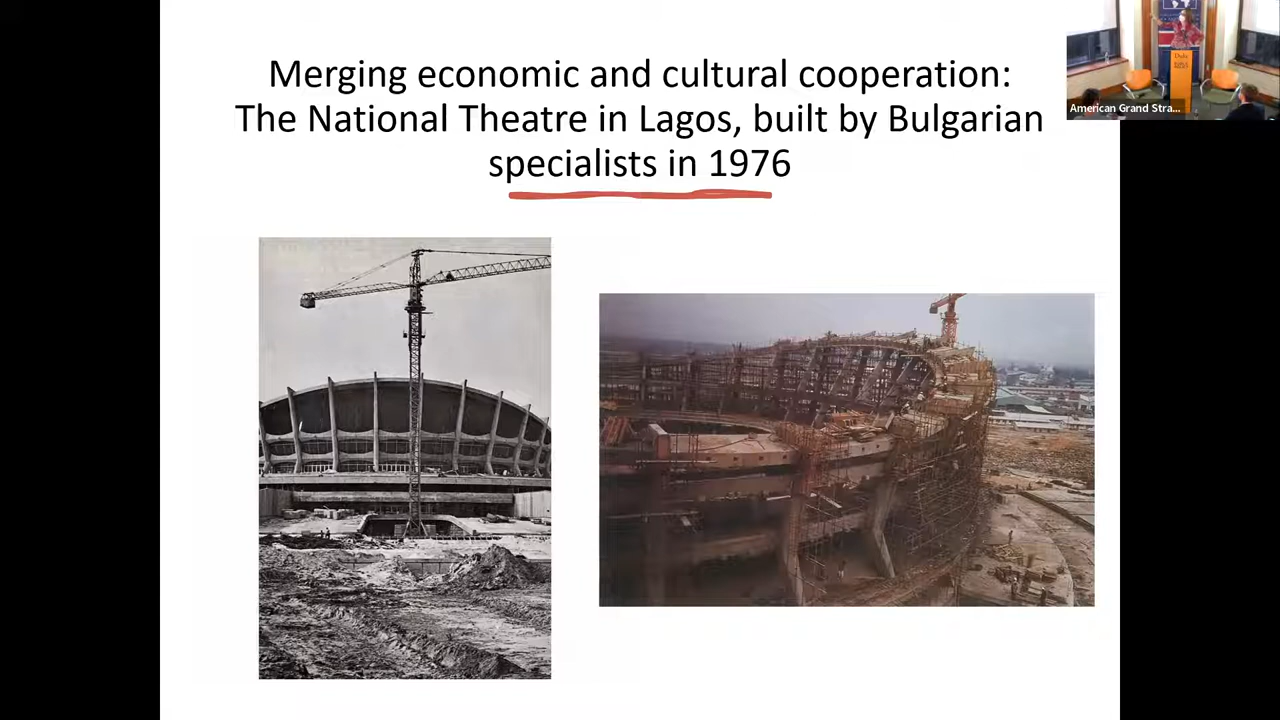 Merging economic and cultural cooperation:
The National Theatre in Lagos, built by Bulgarian
specialists in 1976
American Grand Stra...
Duke